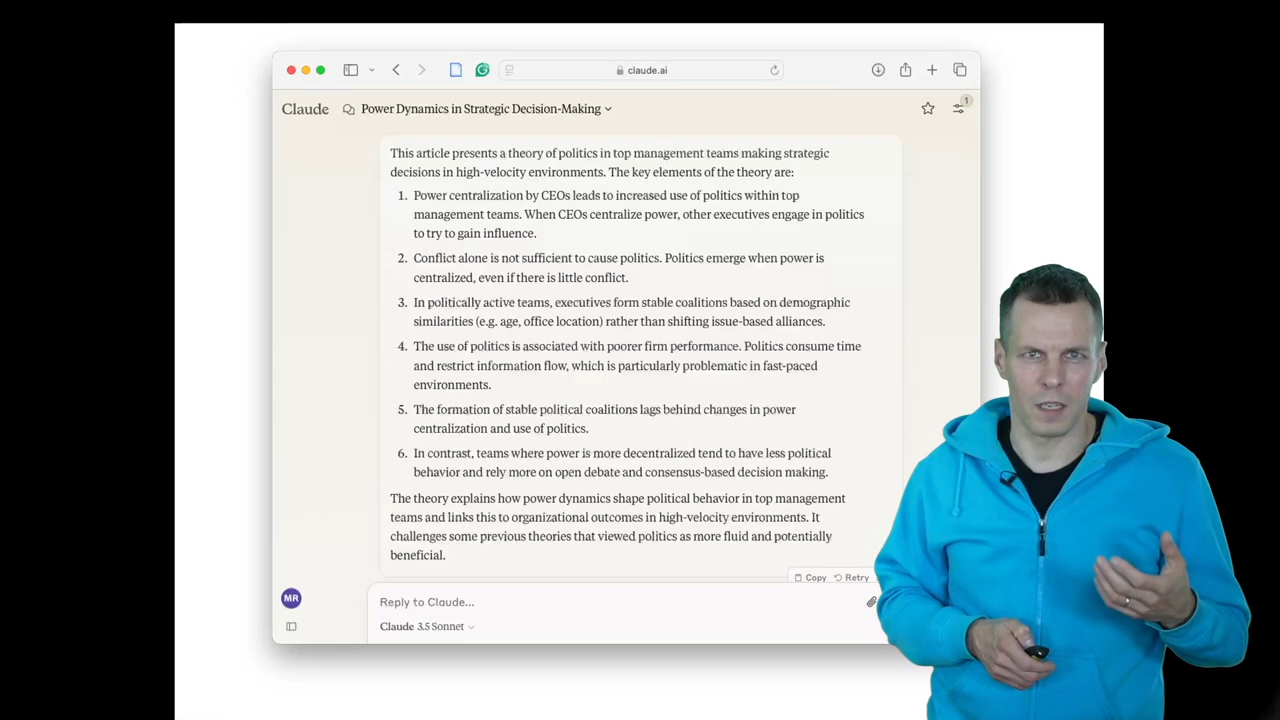 claude.ai
Claude
Power Dynamics in Strategic Decision-Making
1
This article presents a theory of politics in top management teams making strategic
decisions in high-velocity environments. The key elements of the theory are:
1. Power centralization by CEOs leads to increased use of politics within top
management teams. When CEOs centralize power, other executives engage in politics
to try to gain influence.
2. Conflict alone is not sufficient to cause politics. Politics emerge when power is
centralized, even if there is little conflict.
3. In politically active teams, executives form stable coalitions based on demographic
similarities (e.g. age, office location) rather than shifting issue-based alliances.
4. The use of politics is associated with poorer firm performance. Politics consume time
and restrict information flow, which is particularly problematic in fast-paced
environments.
5. The formation of stable political coalitions lags behind changes in power
centralization and use of politics.
6. In contrast, teams where power is more decentralized tend to have less political
behavior and rely more on open debate and consensus-based decision making.
The theory explains how power dynamics shape political behavior in top management
teams and links this to organizational outcomes in high-velocity environments. It
challenges some previous theories that viewed politics as more fluid and potentially
beneficial.
Copy Retry
MR
Reply to Claude...
Claude 3.5 Sonnet